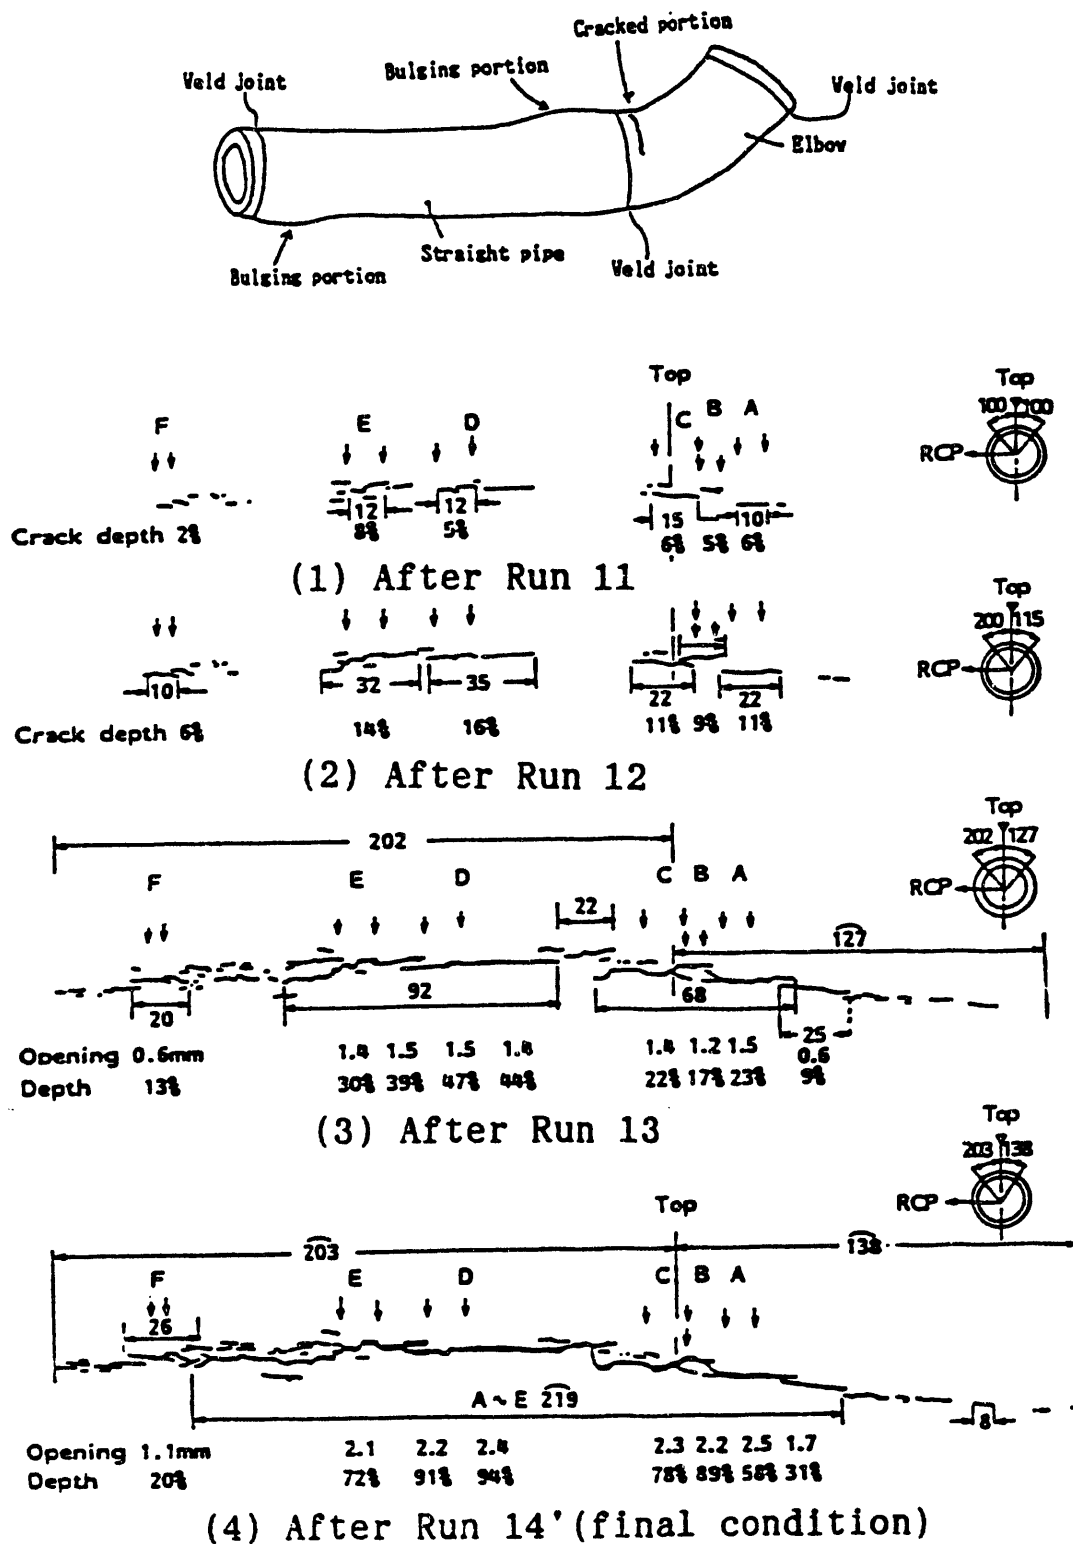 Cracked portion
Bulging portion
Weld joint
Weld joint
Elbow
Straight pipe
Weld joint
Bulging portion
Top
Top
F E D C B A
100 100
RCP
12 12 15 10
Crack depth 2% 8% 5% 6% 5% 6%
(1) After Run 11
Top
200 115
RCP
10 32 35 22 22
Crack depth 6% 14% 16% 11% 9% 11%
(2) After Run 12
Top
202
202 127
F E D C B A
RCP
22
127
20 92 68 25
Opening 0.6mm 1.4 1.5 1.5 1.4 1.4 1.2 1.5 0.6
Depth 13% 30% 39% 47% 44% 22% 17% 23% 9%
(3) After Run 13
Top
203 138
RCP
Top
203 138
F E D C B A
26
A ~ E 219
8
Opening 1.1mm 2.1 2.2 2.4 2.3 2.2 2.5 1.7
Depth 20% 72% 91% 94% 78% 89% 58% 31%
(4) After Run 14' (final condition)